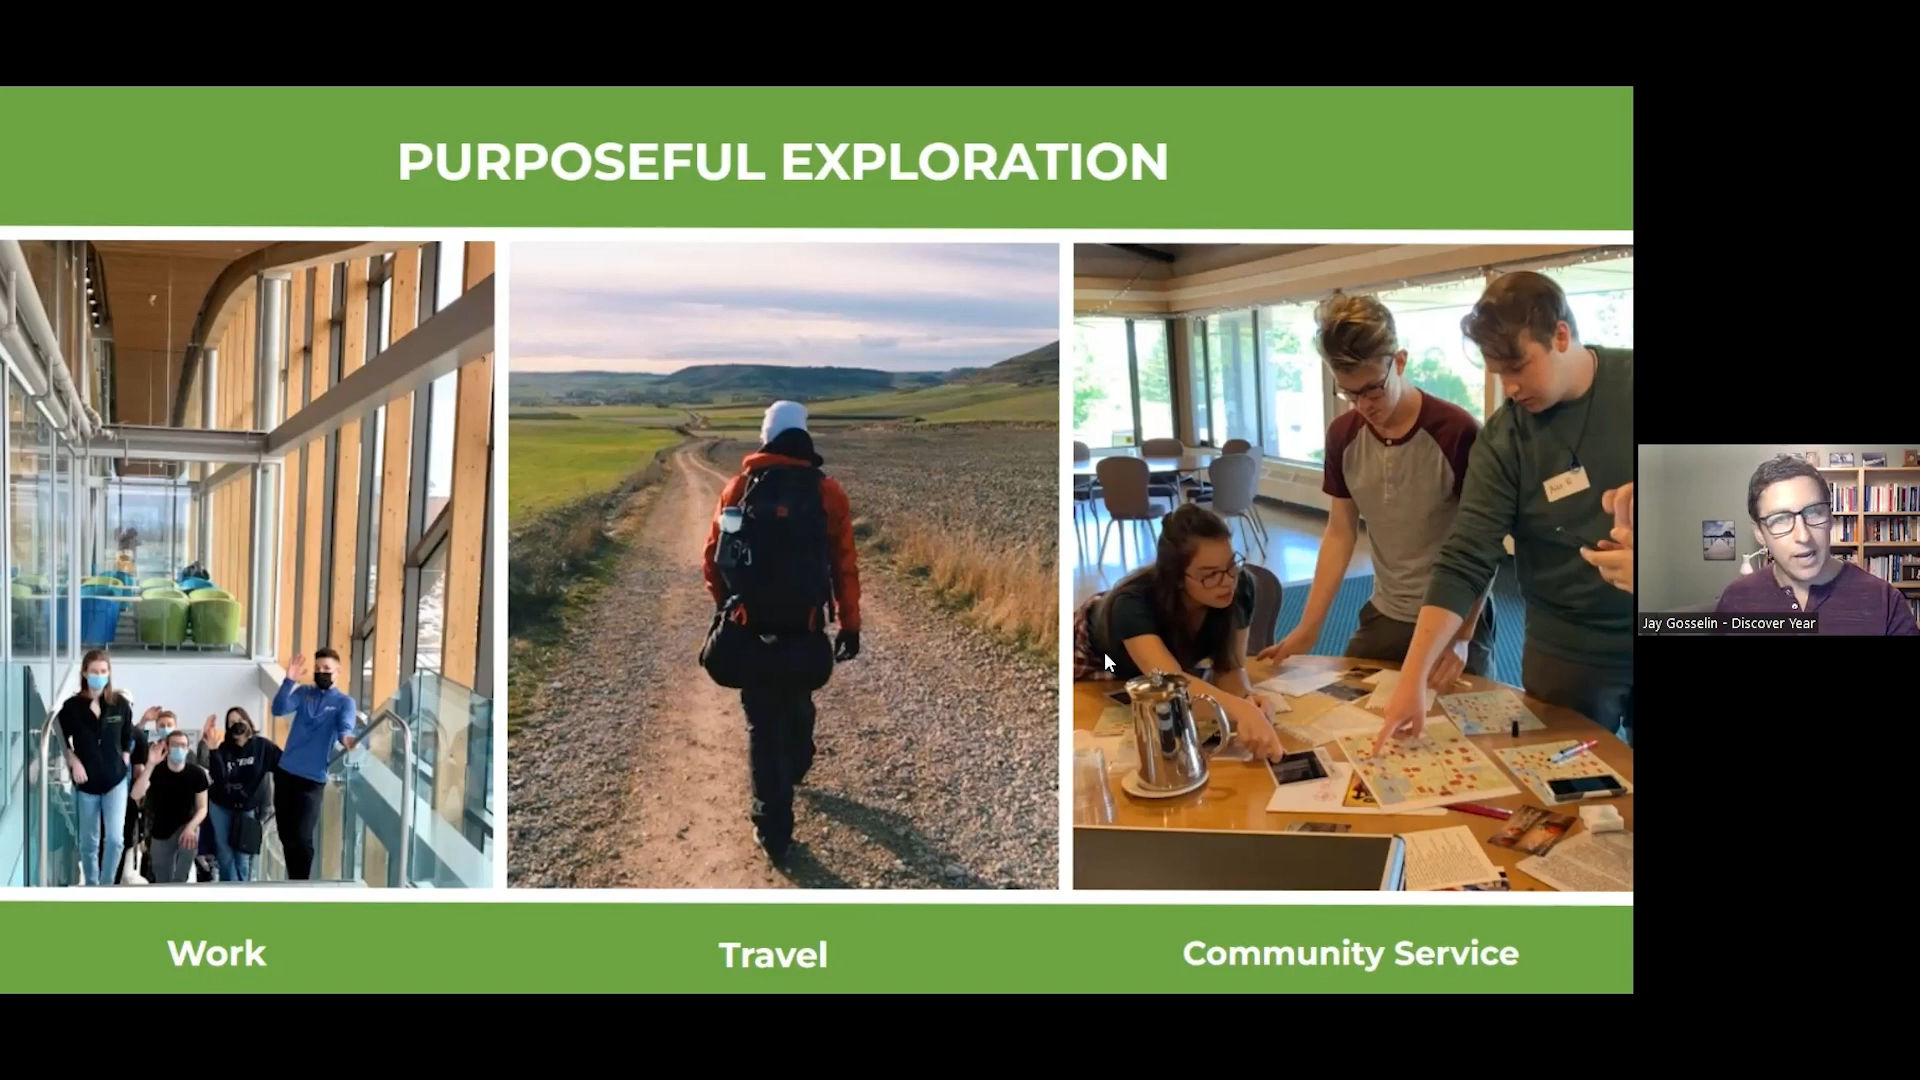 PURPOSEFUL EXPLORATION
Jay Gosselin - Discover Year
Work
Travel
Community Service